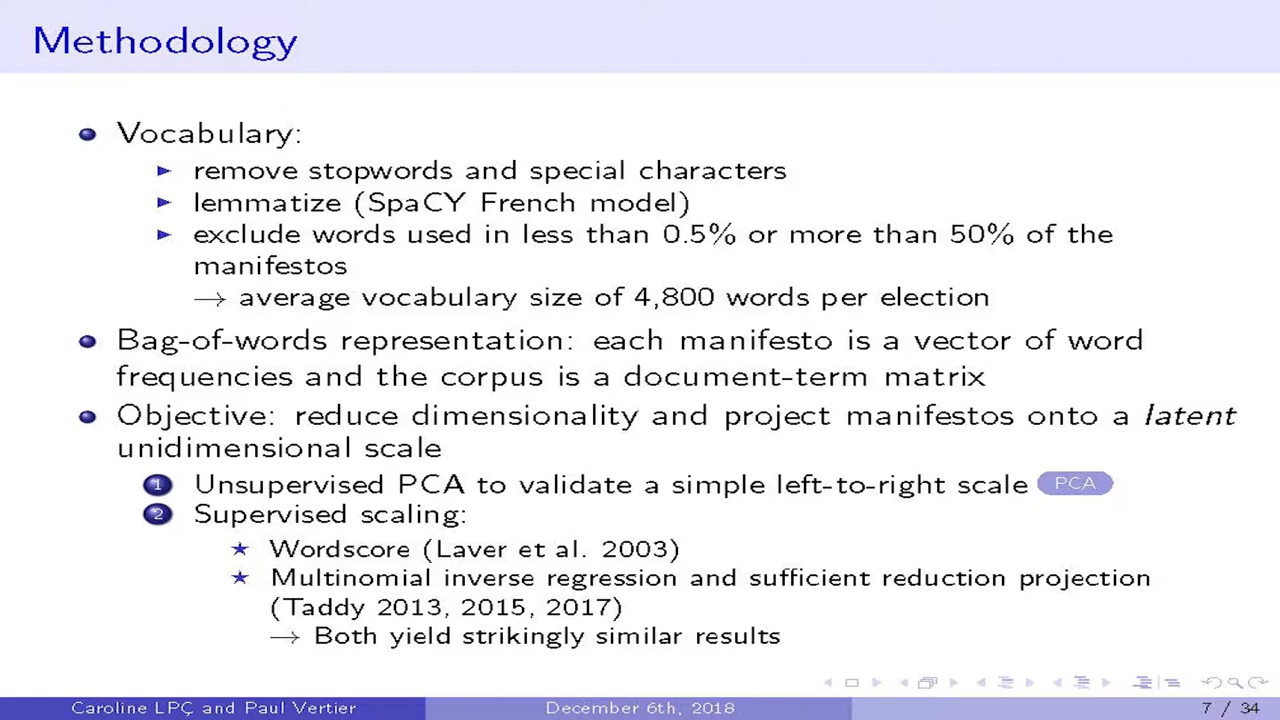 Methodology
Vocabulary:
remove stopwords and special characters
lemmatize (SpaCY French model)
exclude words used in less than 0.5% or more than 50% of the
manifestos
→ average vocabulary size of 4,800 words per election
Bag-of-words representation: each manifesto is a vector of word
frequencies and the corpus is a document-term matrix
Objective: reduce dimensionality and project manifestos onto a latent
unidimensional scale
1 Unsupervised PCA to validate a simple left-to-right scale PCA
2 Supervised scaling:
★ Wordscore (Laver et al. 2003)
★ Multinomial inverse regression and sufficient reduction projection
(Taddy 2013, 2015, 2017)
→ Both yield strikingly similar results
Caroline LPÇ and Paul Vertier December 6th, 2018 7 / 34